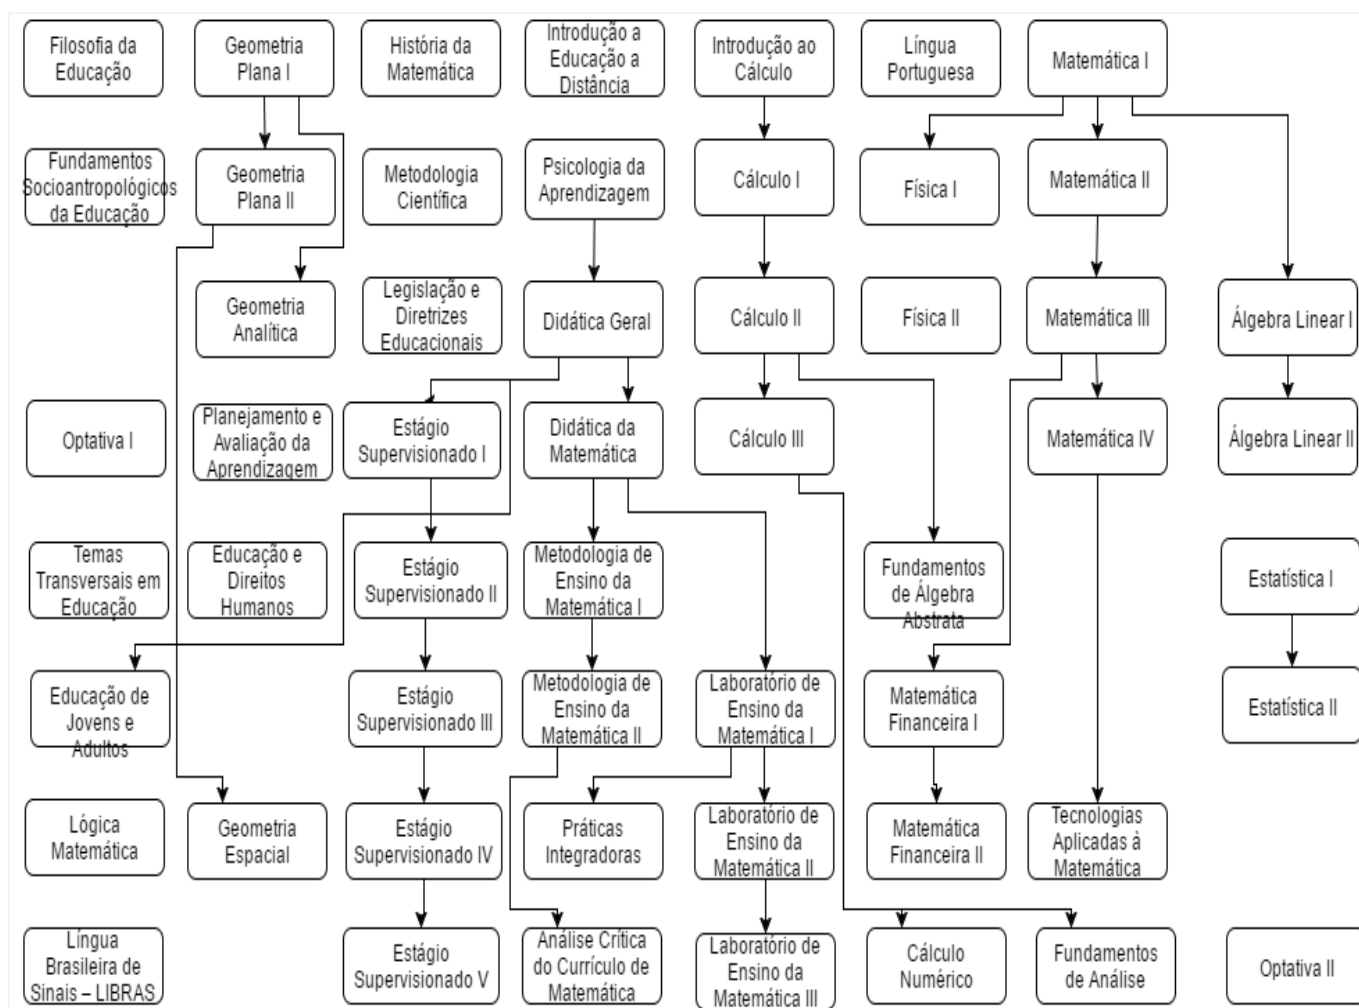 Filosofia da
Educação
Geometria
Plana I
História da
Matemática
Introdução a
Educação a
Distância
Introdução ao
Cálculo
Língua
Portuguesa
Matemática I
Fundamentos
Socioantropológicos
da Educação
Geometria
Plana II
Metodologia
Científica
Psicologia da
Aprendizagem
Cálculo I
Física I
Matemática II
Geometria
Analítica
Legislação e
Diretrizes
Educacionais
Didática Geral
Cálculo II
Física II
Matemática III
Álgebra Linear I
Optativa I
Planejamento e
Avaliação da
Aprendizagem
Estágio
Supervisionado I
Didática da
Matemática
Cálculo III
Matemática IV
Álgebra Linear II
Temas
Transversais em
Educação
Educação e
Direitos
Humanos
Estágio
Supervisionado II
Metodologia de
Ensino da
Matemática I
Fundamentos
de Álgebra
Abstrata
Estatística I
Educação de
Jovens e
Adultos
Estágio
Supervisionado III
Metodologia de
Ensino da
Matemática II
Laboratório de
Ensino da
Matemática I
Matemática
Financeira I
Estatística II
Lógica
Matemática
Geometria
Espacial
Estágio
Supervisionado IV
Práticas
Integradoras
Laboratório de
Ensino da
Matemática II
Matemática
Financeira II
Tecnologias
Aplicadas à
Matemática
Língua
Brasileira de
Sinais – LIBRAS
Estágio
Supervisionado V
Análise Crítica
do Currículo de
Matemática
Laboratório de
Ensino da
Matemática III
Cálculo
Numérico
Fundamentos
de Análise
Optativa II